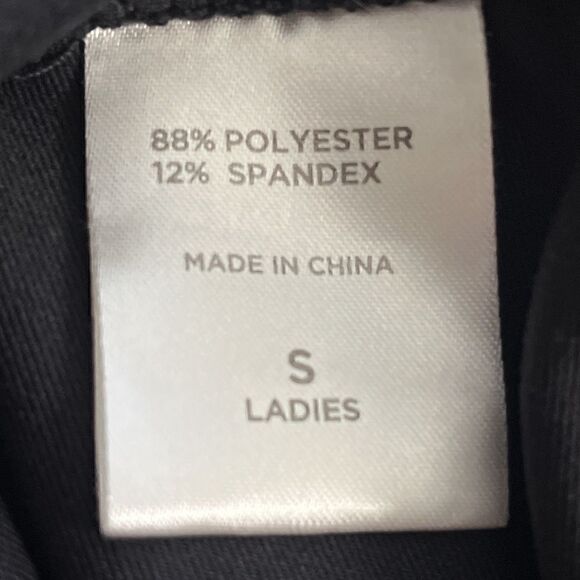 88% POLYESTER
12% SPANDEX
MADE IN CHINA
S
LADIES